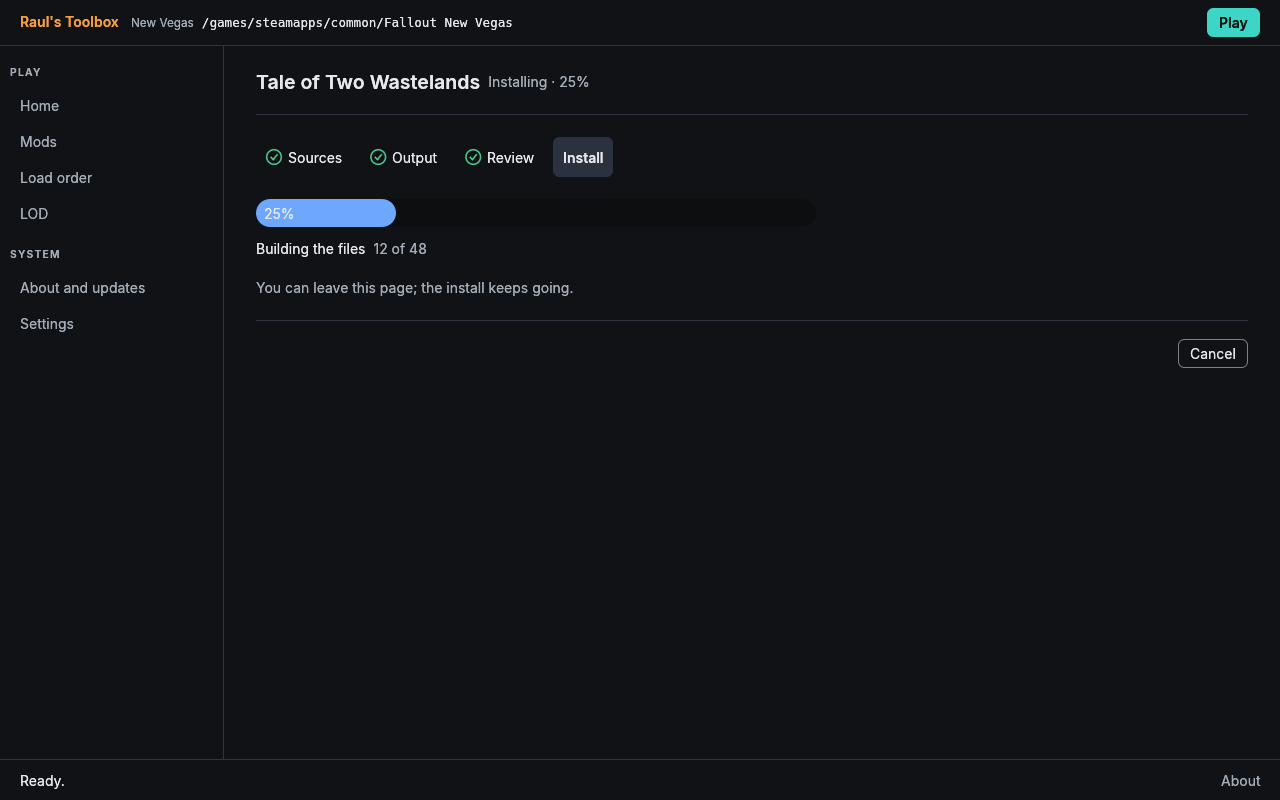 Raul's Toolbox New Vegas /games/steamapps/common/Fallout New Vegas Play
PLAY
Home
Mods
Load order
LOD
SYSTEM
About and updates
Settings
Tale of Two Wastelands Installing · 25%
Sources Output Review Install
25%
Building the files 12 of 48
You can leave this page; the install keeps going.
Cancel
Ready. About